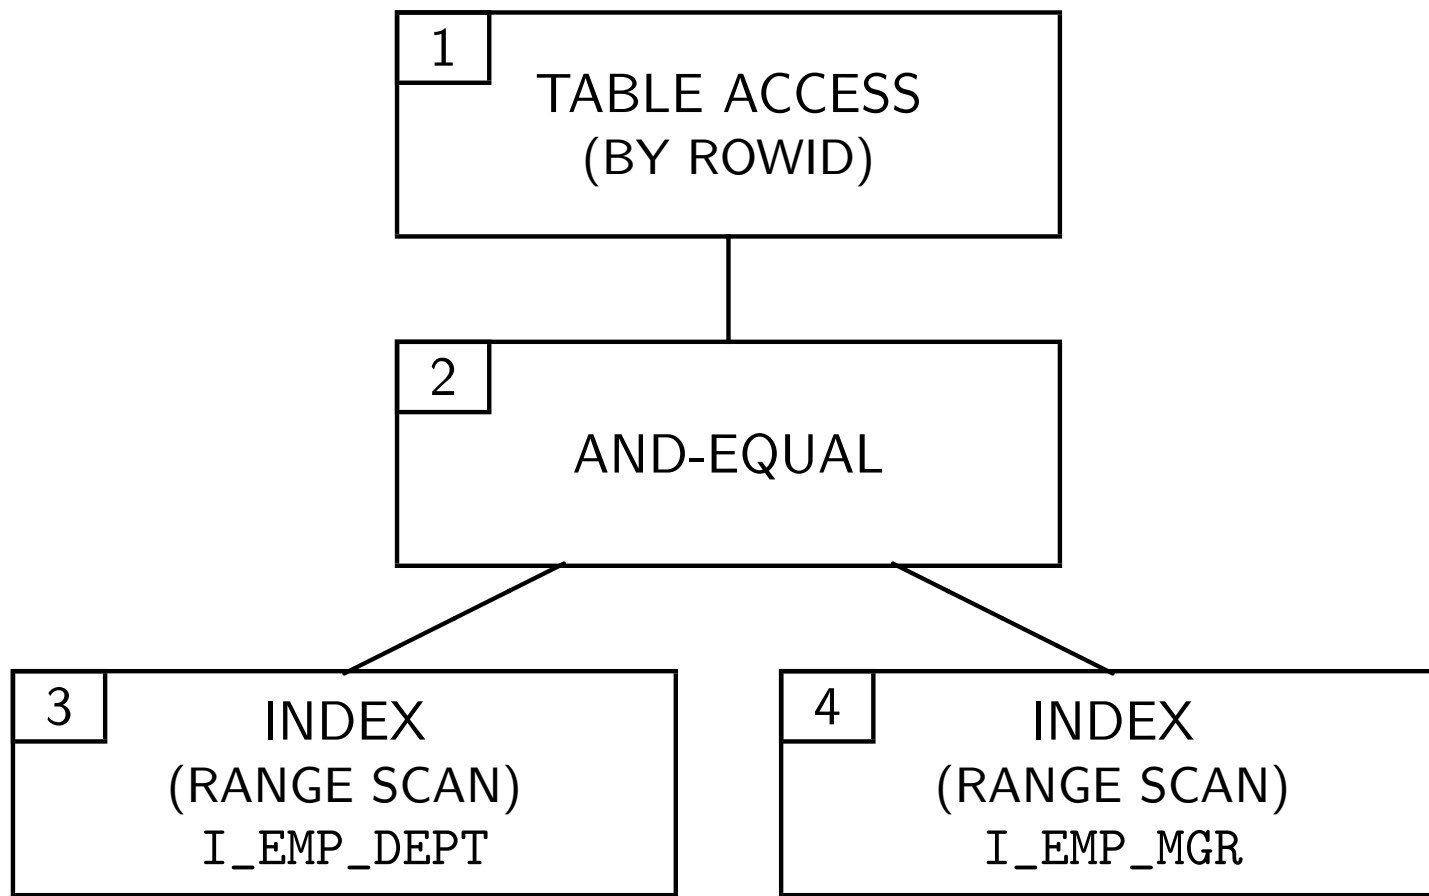 1
TABLE ACCESS
(BY ROWID)
2
AND-EQUAL
3
INDEX
(RANGE SCAN)
I_EMP_DEPT
4
INDEX
(RANGE SCAN)
I_EMP_MGR